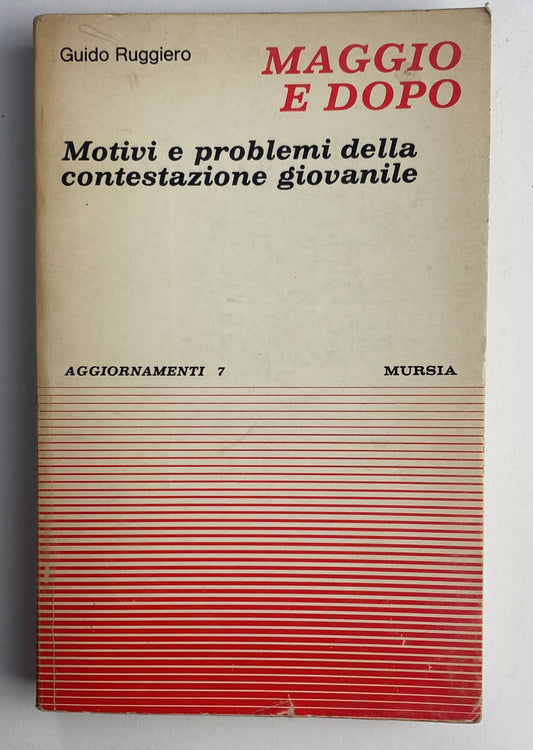 Guido Ruggiero
MAGGIO
E DOPO
Motivi e problemi della
contestazione giovanile
AGGIORNAMENTI 7
MURSIA